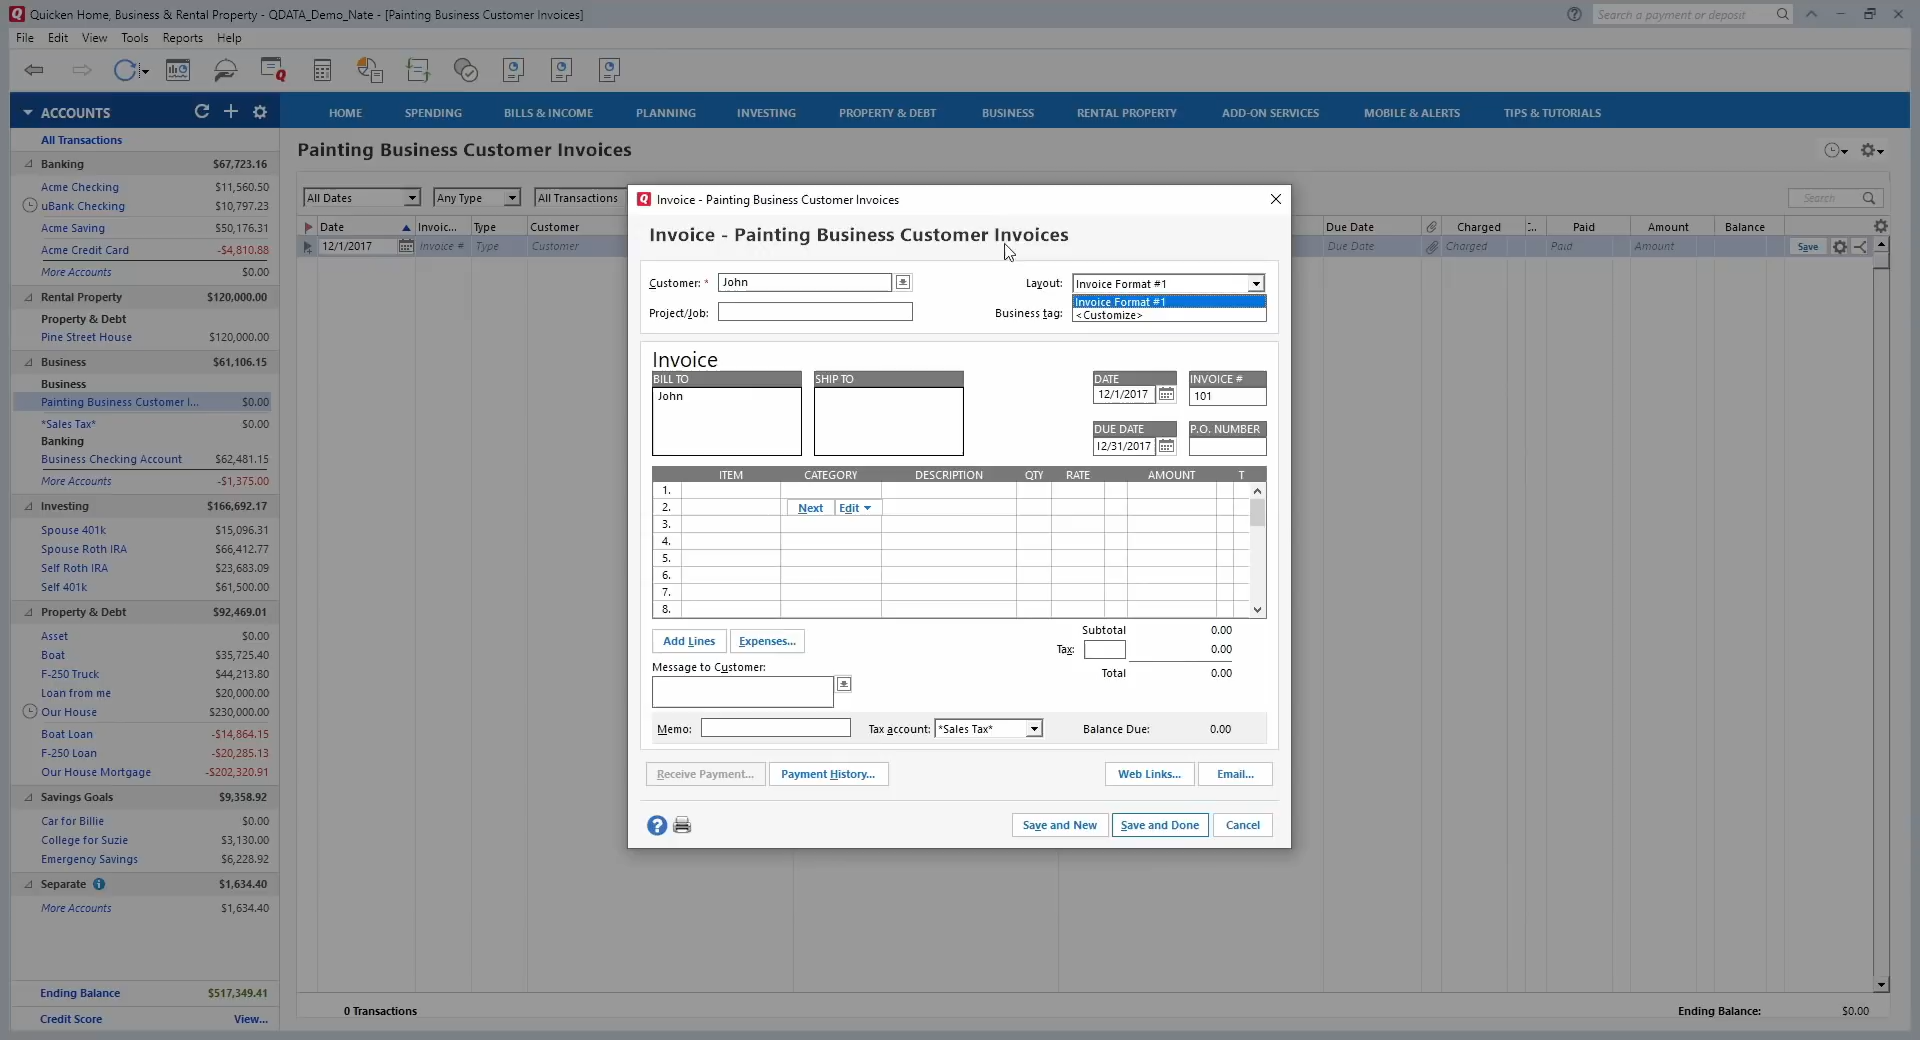 Quicken Home, Business & Rental Property - QDATA_Demo_Nate - [Painting Business Customer Invoices]
Search a payment or deposit
File Edit View Tools Reports Help
ACCOUNTS
HOME SPENDING BILLS & INCOME PLANNING INVESTING PROPERTY & DEBT BUSINESS RENTAL PROPERTY ADD-ON SERVICES MOBILE & ALERTS TIPS & TUTORIALS
All Transactions
Banking $67,723.16
Acme Checking $11,560.50
uBank Checking $10,797.23
Acme Saving $50,176.31
Acme Credit Card -$4,810.88
More Accounts $0.00
Rental Property $120,000.00
Property & Debt
Pine Street House $120,000.00
Business $61,106.15
Business
Painting Business Customer I... $0.00
*Sales Tax* $0.00
Banking
Business Checking Account $62,481.15
More Accounts -$1,375.00
Investing $166,692.17
Spouse 401k $15,096.31
Spouse Roth IRA $66,412.77
Self Roth IRA $23,683.09
Self 401k $61,500.00
Property & Debt $92,469.01
Asset $0.00
Boat $35,725.40
F-250 Truck $44,213.80
Loan from me $20,000.00
Our House $230,000.00
Boat Loan -$14,864.15
F-250 Loan -$20,285.13
Our House Mortgage -$202,320.91
Savings Goals $9,358.92
Car for Billie $0.00
College for Suzie $3,130.00
Emergency Savings $6,228.92
Separate $1,634.40
More Accounts $1,634.40
Ending Balance $517,349.41
Credit Score View...
Painting Business Customer Invoices
All Dates Any Type All Transactions Search
Date Invoic... Type Customer Due Date Charged Paid Amount Balance
12/1/2017 Invoice # Type Customer Due Date Charged Paid Amount Save
0 Transactions Ending Balance: $0.00
Invoice - Painting Business Customer Invoices
Invoice - Painting Business Customer Invoices
Customer: * John Layout: Invoice Format #1
Invoice Format #1
Project/Job: Business tag: <Customize>
Invoice
BILL TO SHIP TO DATE INVOICE #
John 12/1/2017 101
DUE DATE P.O. NUMBER
12/31/2017
ITEM CATEGORY DESCRIPTION QTY RATE AMOUNT T
1.
2. Next Edit
3.
4.
5.
6.
7.
8.
Add Lines Expenses...
Subtotal 0.00
Tax: 0.00
Total 0.00
Message to Customer:
Memo: Tax account: *Sales Tax* Balance Due: 0.00
Receive Payment... Payment History... Web Links... Email...
Save and New Save and Done Cancel